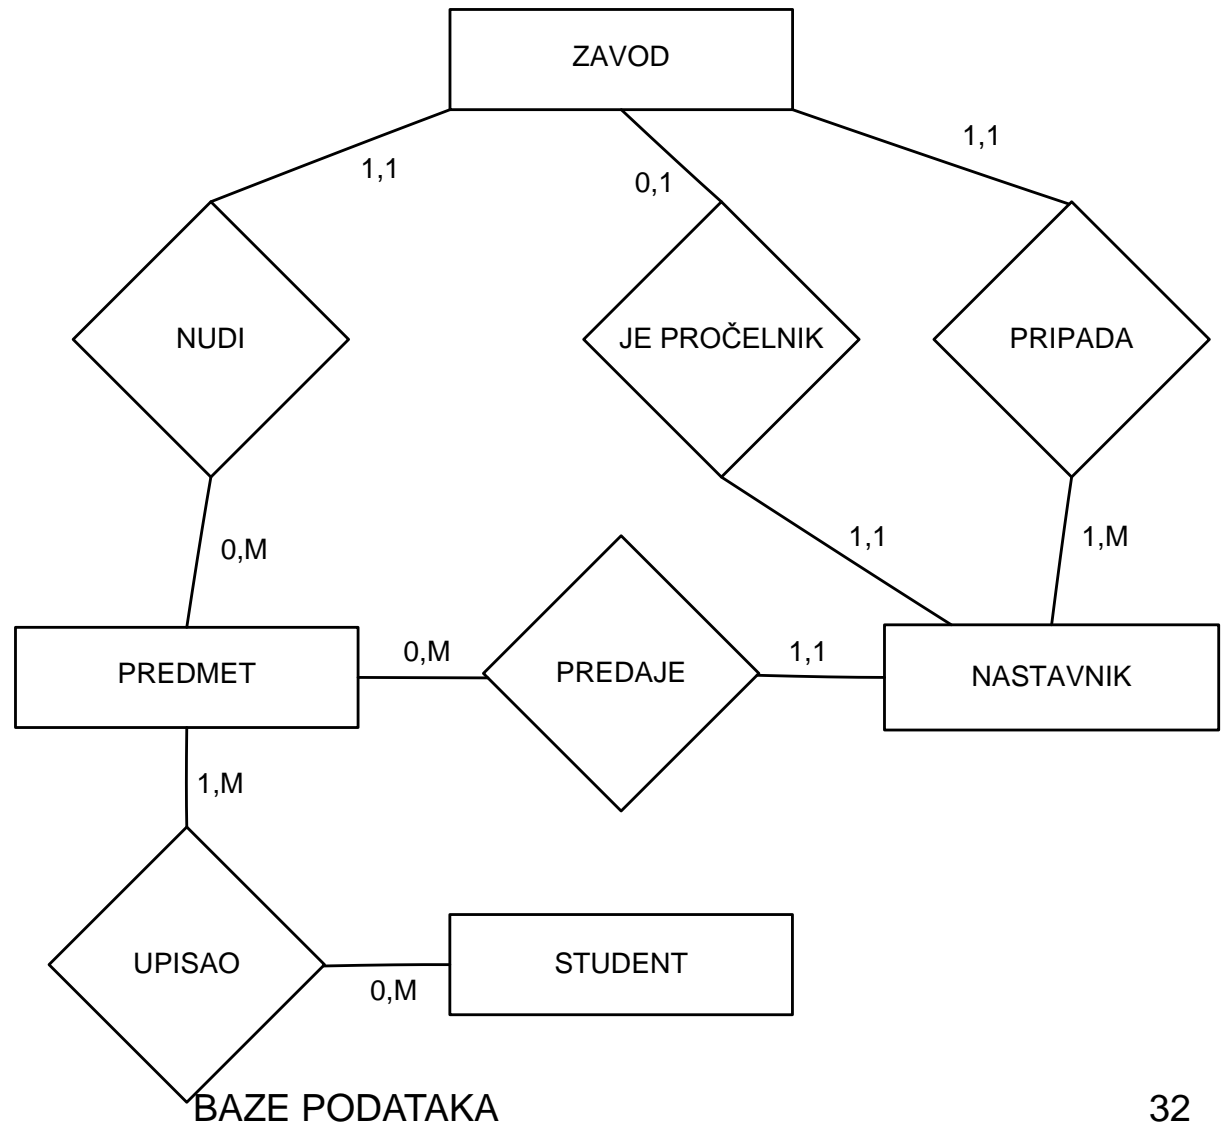 ZAVOD
1,1
1,1
0,1
NUDI
JE PROČELNIK
PRIPADA
0,M
1,1
1,M
PREDMET
0,M
PREDAJE
1,1
NASTAVNIK
1,M
UPISAO
0,M
STUDENT
BAZE PODATAKA
32